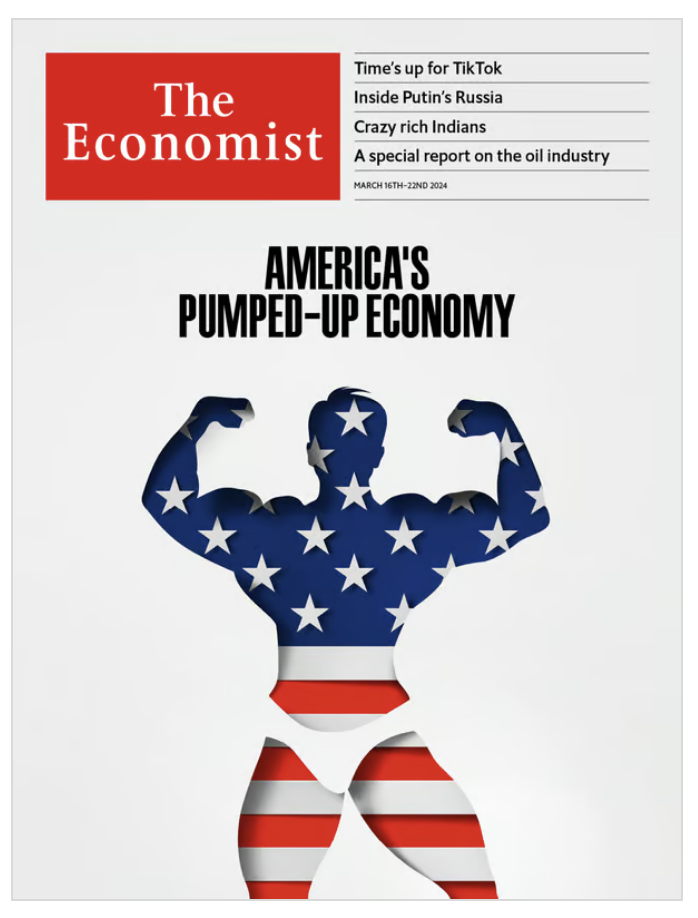 The
Economist
Time's up for TikTok
Inside Putin's Russia
Crazy rich Indians
A special report on the oil industry
MARCH 16TH–22ND 2024
AMERICA'S
PUMPED-UP ECONOMY